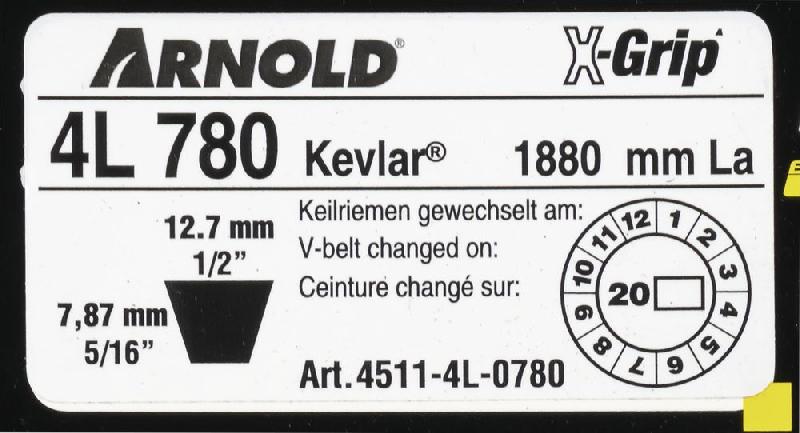 ARNOLD® X-Grip
4L 780 Kevlar® 1880 mm La
12.7 mm
1/2”
7,87 mm
5/16”
Keilriemen gewechselt am:
V-belt changed on:
Ceinture changé sur:
Art.4511-4L-0780
1 2 3 4 5 6 7 8 9 10 11 12
20